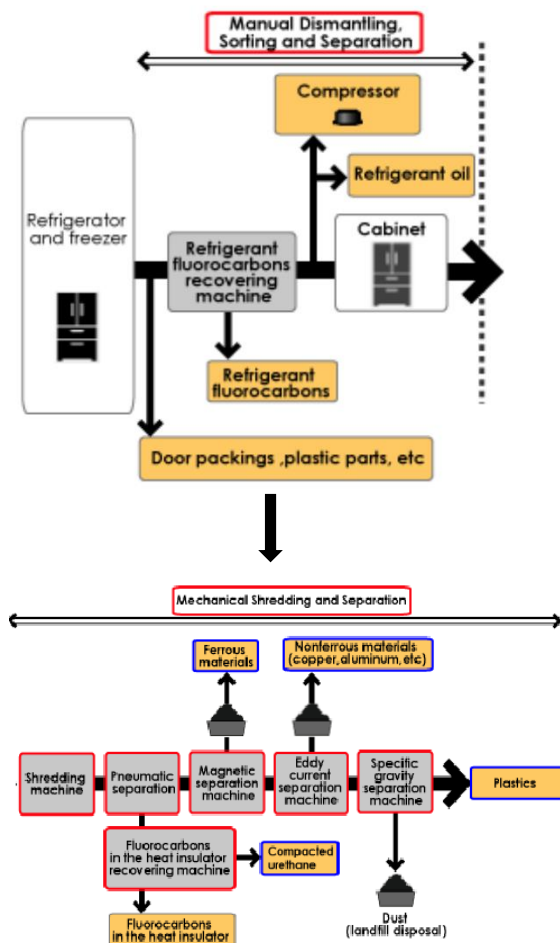 Manual Dismantling,
Sorting and Separation
Compressor
Refrigerant oil
Refrigerator
and freezer
Refrigerant
fluorocarbons
recovering
machine
Cabinet
Refrigerant
fluorocarbons
Door packings ,plastic parts, etc
Mechanical Shredding and Separation
Ferrous
materials
Nonferrous materials
(copper,aluminum,etc)
Shredding
machine
Pneumatic
separation
Magnetic
separation
machine
Eddy
current
separation
machine
Specific
gravity
separation
machine
Plastics
Fluorocarbons
in the heat insulator
recovering machine
Compacted
urethane
Fluorocarbons
in the heat insulator
Dust
(landfill disposal)